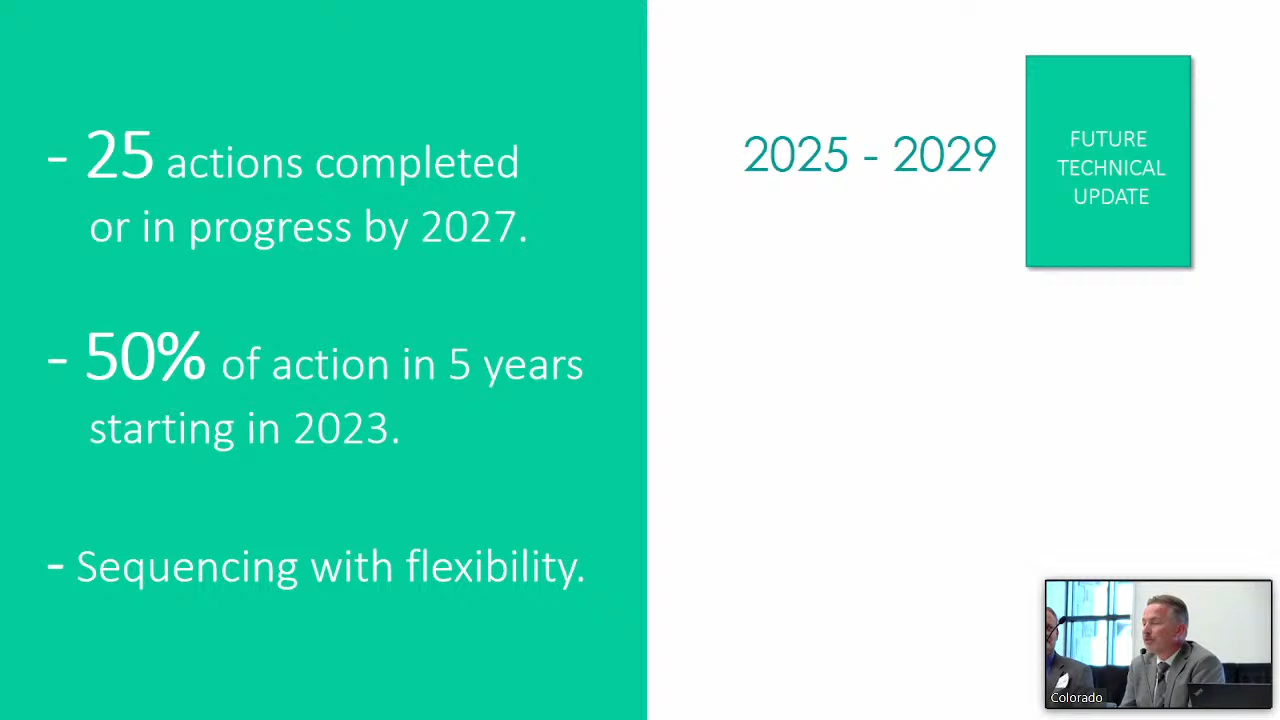 - 25 actions completed
or in progress by 2027.
- 50% of action in 5 years
starting in 2023.
- Sequencing with flexibility.
2025 - 2029
FUTURE
TECHNICAL
UPDATE
Colorado